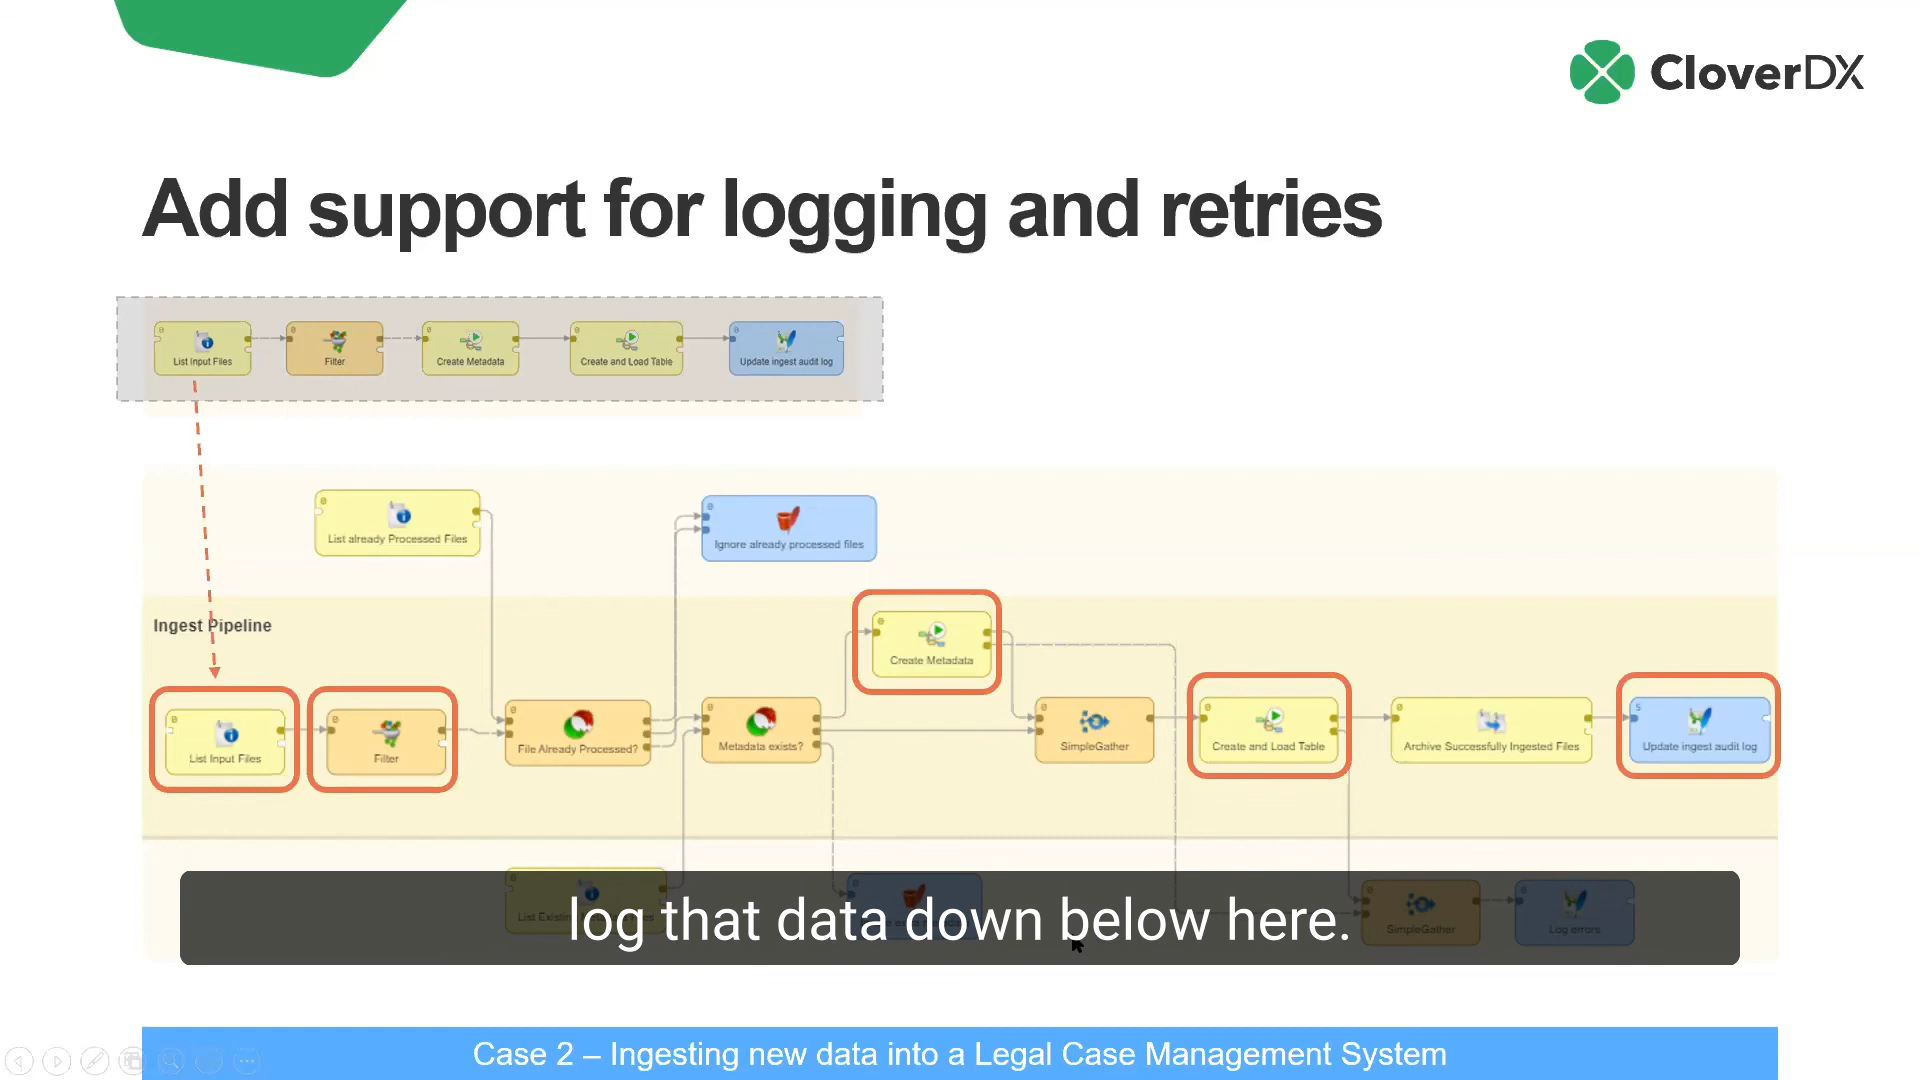 CloverDX
Add support for logging and retries
List Input Files
Filter
Create Metadata
Create and Load Table
Update ingest audit log
List already Processed Files
Ignore already processed files
Ingest Pipeline
Create Metadata
List Input Files
Filter
File Already Processed?
Metadata exists?
SimpleGather
Create and Load Table
Archive Successfully Ingested Files
Update ingest audit log
log that data down below here.
SimpleGather
Log errors
Case 2 – Ingesting new data into a Legal Case Management System